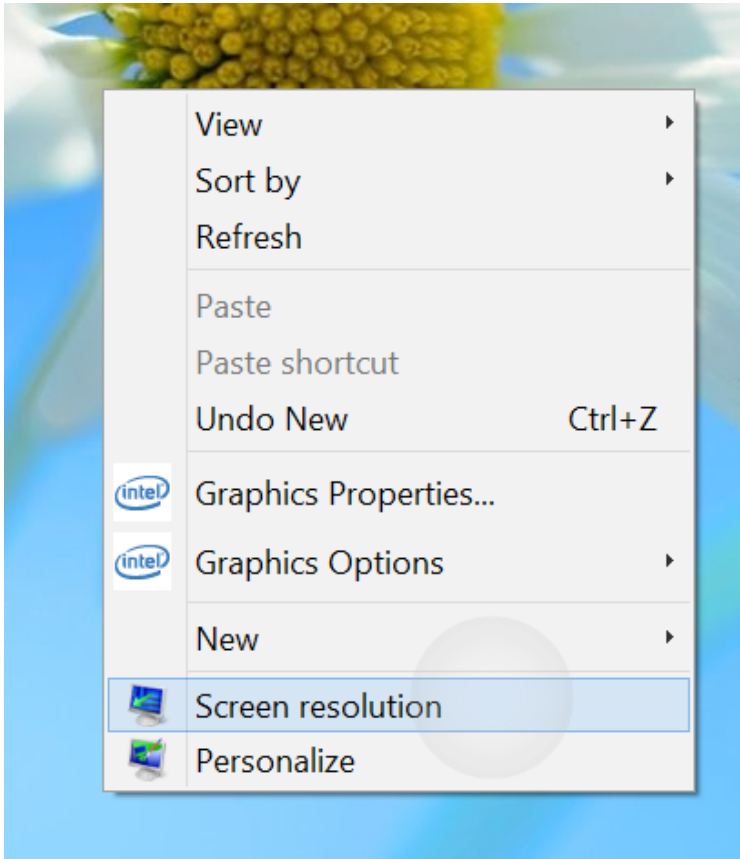 View
Sort by
Refresh
Paste
Paste shortcut
Undo New Ctrl+Z
intel Graphics Properties...
intel Graphics Options
New
Screen resolution
Personalize